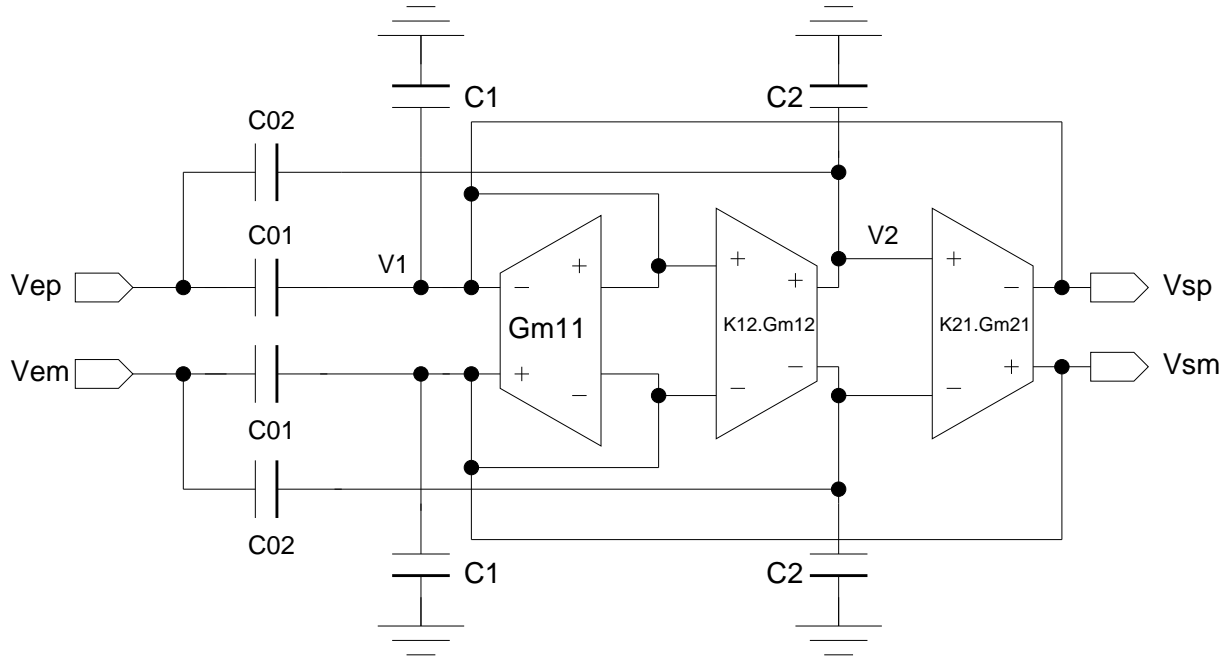 C1
C2
C02
C01
V1
V2
Vep
+
−
+
+
+
−
Vsp
Gm11
K12.Gm12
K21.Gm21
Vem
+
−
−
−
+
−
Vsm
C01
C02
C1
C2